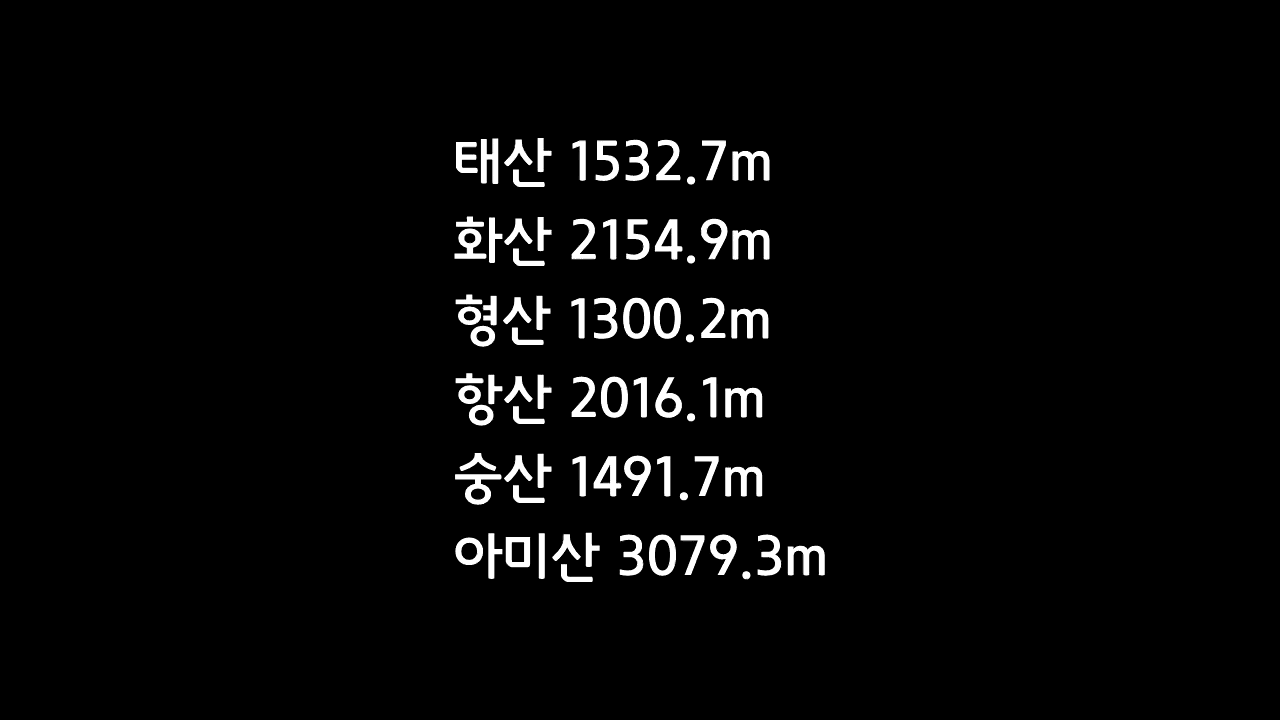 태산 1532.7m
화산 2154.9m
형산 1300.2m
항산 2016.1m
숭산 1491.7m
아미산 3079.3m